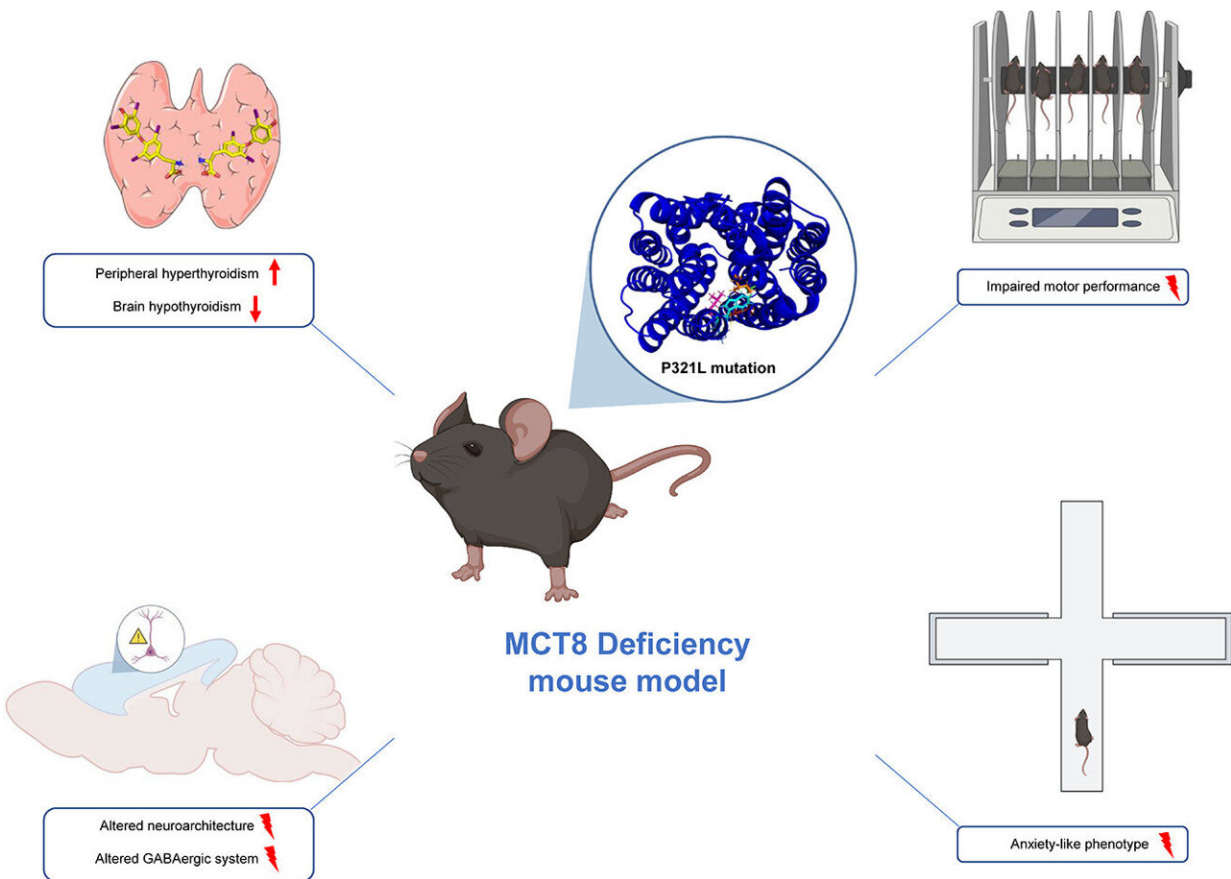 Peripheral hyperthyroidism
Brain hypothyroidism
P321L mutation
Impaired motor performance
MCT8 Deficiency
mouse model
Altered neuroarchitecture
Altered GABAergic system
Anxiety-like phenotype